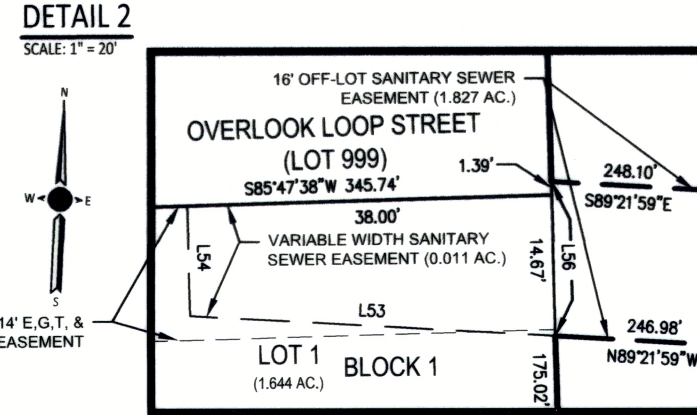 DETAIL 2
SCALE: 1" = 20'
N
W E
S
16' OFF-LOT SANITARY SEWER
EASEMENT (1.827 AC.)
OVERLOOK LOOP STREET
(LOT 999)
S85°47'38"W 345.74'
1.39'
248.10'
S89°21'59"E
38.00'
VARIABLE WIDTH SANITARY
SEWER EASEMENT (0.011 AC.)
L54
14.67'
L56
L53
14' E,G,T, &
EASEMENT
LOT 1
(1.644 AC.)
BLOCK 1
175.02'
246.98'
N89°21'59"W